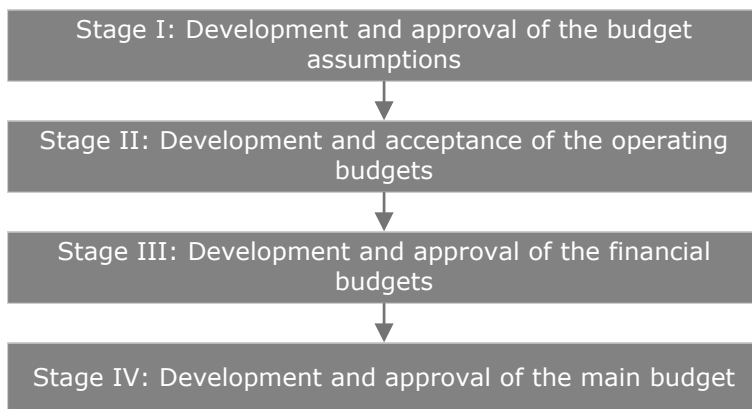 Stage I: Development and approval of the budget
assumptions
Stage II: Development and acceptance of the operating
budgets
Stage III: Development and approval of the financial
budgets
Stage IV: Development and approval of the main budget